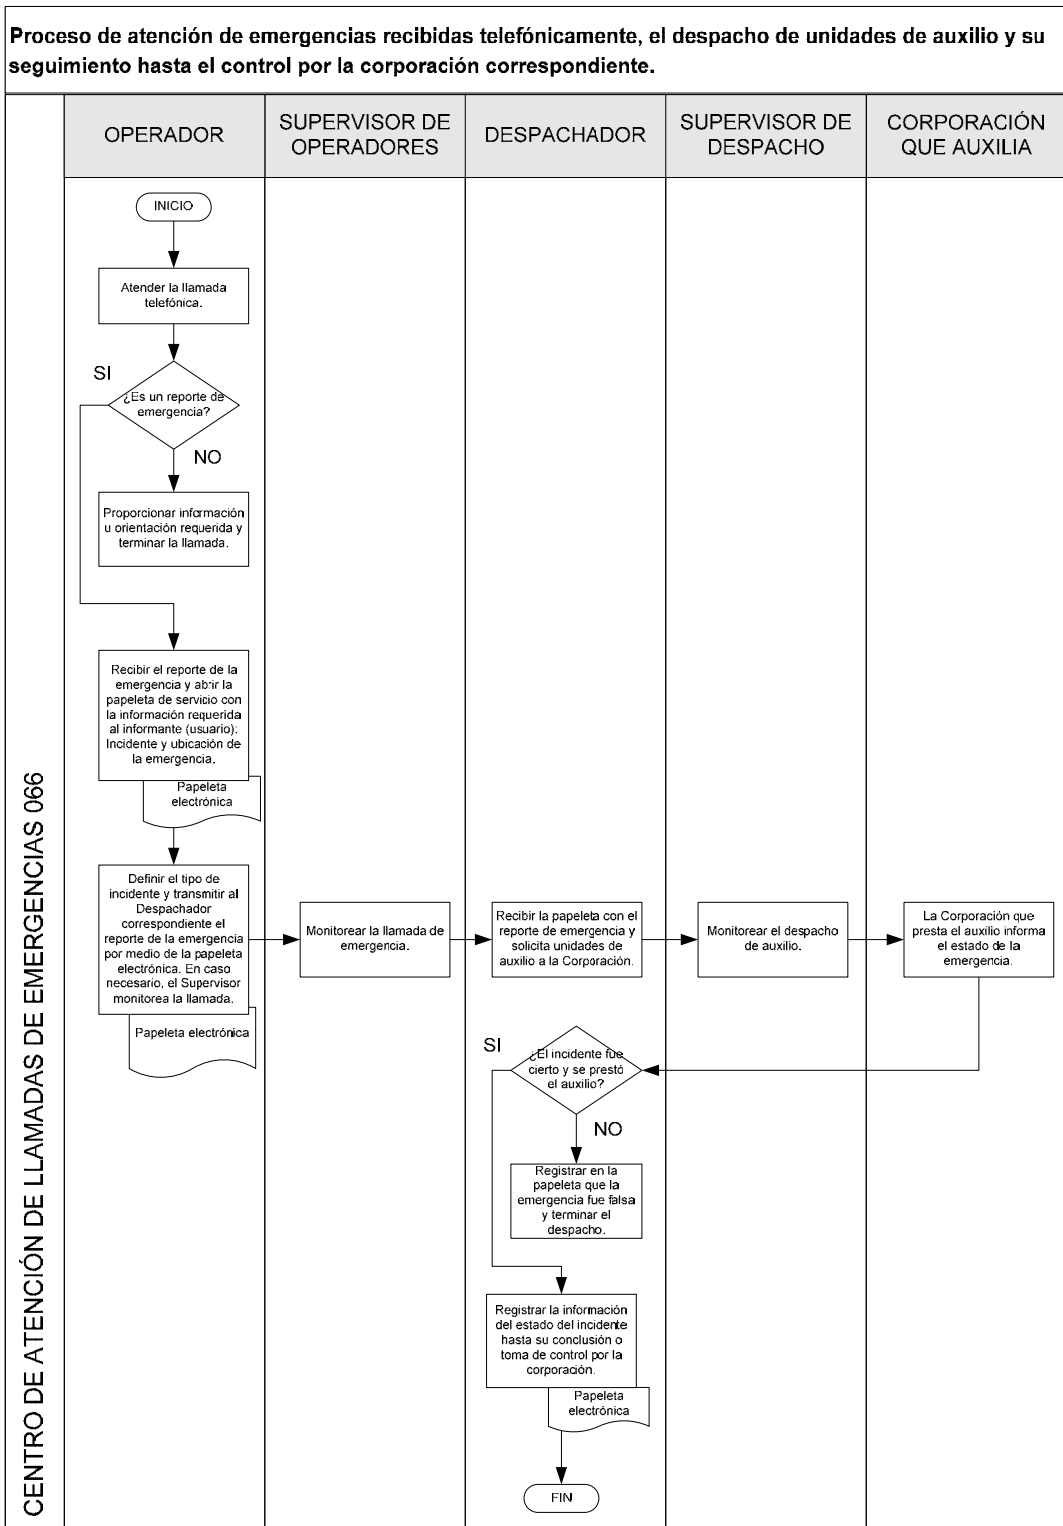 Proceso de atención de emergencias recibidas telefónicamente, el despacho de unidades de auxilio y su
seguimiento hasta el control por la corporación correspondiente.
CENTRO DE ATENCIÓN DE LLAMADAS DE EMERGENCIAS 066
OPERADOR
SUPERVISOR DE
OPERADORES
DESPACHADOR
SUPERVISOR DE
DESPACHO
CORPORACIÓN
QUE AUXILIA
INICIO
Atender la llamada
telefónica.
SI
¿Es un reporte de
emergencia?
NO
Proporcionar información
u orientación requerida y
terminar la llamada.
Recibir el reporte de la
emergencia y abrir la
papeleta de servicio con
la información requerida
al informante (usuario):
Incidente y ubicación de
la emergencia.
Papeleta
electrónica
Definir el tipo de
incidente y transmitir al
Despachador
correspondiente el
reporte de la emergencia
por medio de la papeleta
electrónica. En caso
necesario, el Supervisor
monitorea la llamada.
Papeleta electrónica
Monitorear la llamada de
emergencia.
Recibir la papeleta con el
reporte de emergencia y
solicita unidades de
auxilio a la Corporación.
Monitorear el despacho
de auxilio.
La Corporación que
presta el auxilio informa
el estado de la
emergencia.
SI
¿El incidente fue
cierto y se prestó
el auxilio?
NO
Registrar en la
papeleta que la
emergencia fue falsa
y terminar el
despacho.
Registrar la información
del estado del incidente
hasta su conclusión o
toma de control por la
corporación.
Papeleta
electrónica
FIN